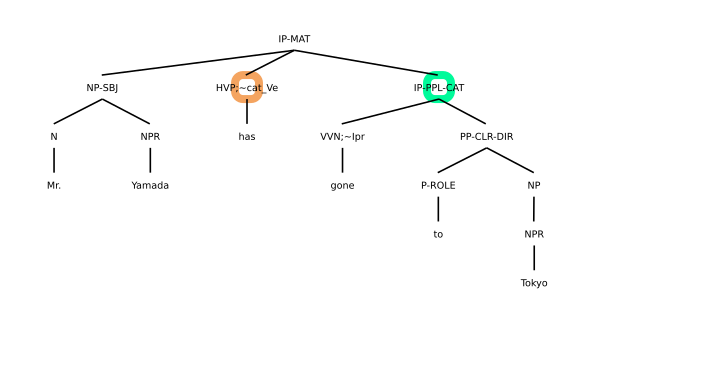 IP-MAT
NP-SBJ HVP;~cat_Ve IP-PPL-CAT
N NPR has VVN;~Ipr PP-CLR-DIR
Mr. Yamada gone P-ROLE NP
to NPR
Tokyo